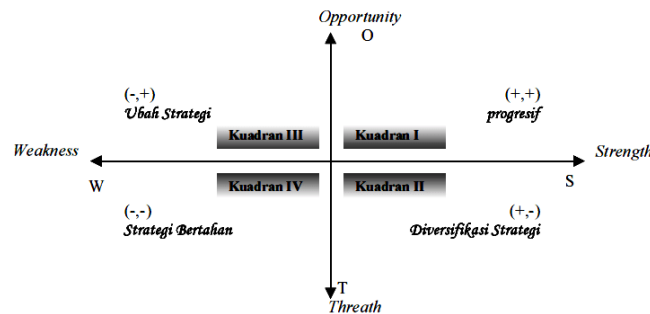 Opportunity
O
(-,+)
Ubah Strategi
(+,+)
progresif
Kuadran III
Kuadran I
Weakness
Strength
W
S
Kuadran IV
Kuadran II
(-,-)
Strategi Bertahan
(+,-)
Diversifikasi Strategi
T
Threath